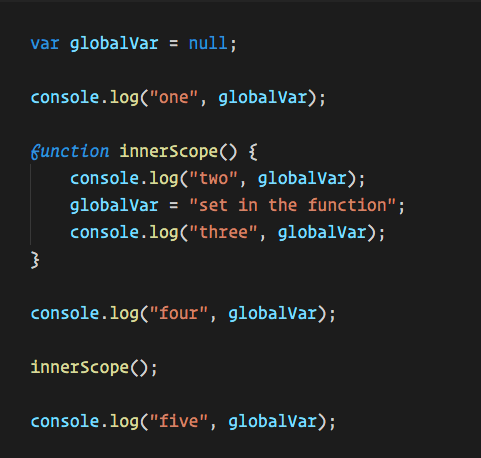 var globalVar = null;
console.log("one", globalVar);
function innerScope() {
console.log("two", globalVar);
globalVar = "set in the function";
console.log("three", globalVar);
}
console.log("four", globalVar);
innerScope();
console.log("five", globalVar);